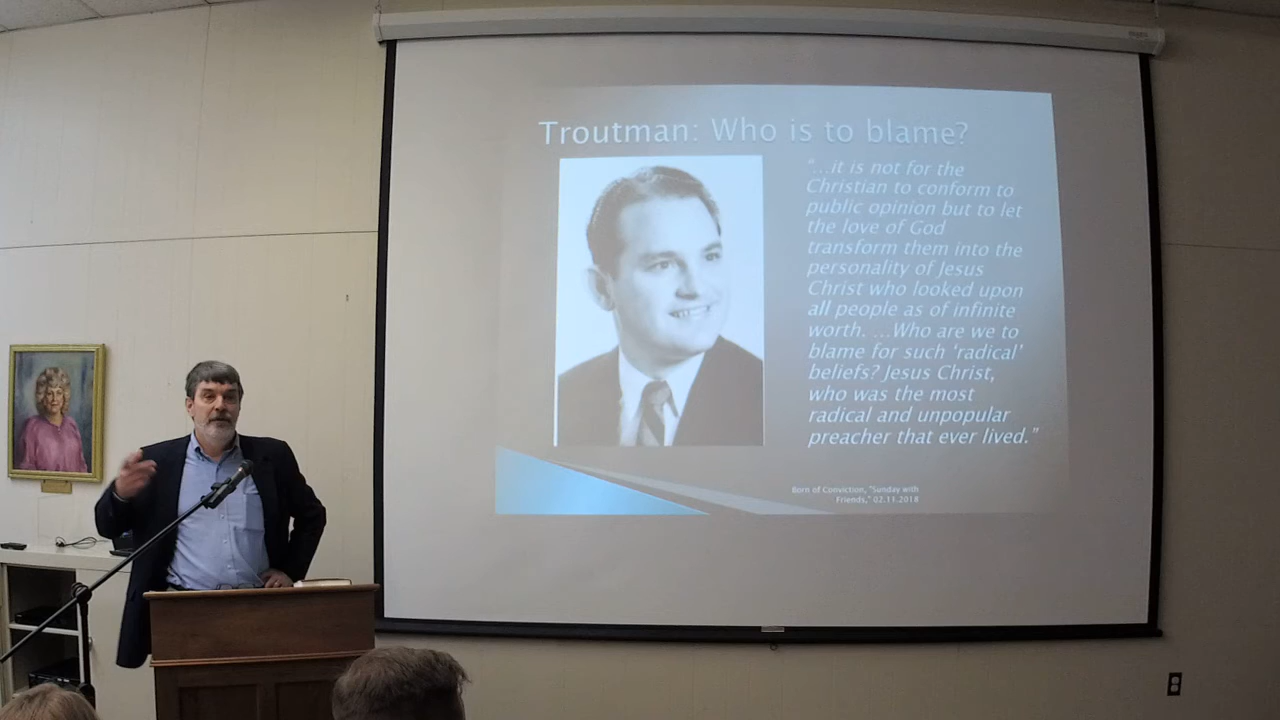 Troutman: Who is to blame?
"...it is not for the
Christian to conform to
public opinion but to let
the love of God
transform them into the
personality of Jesus
Christ who looked upon
all people as of infinite
worth. ...Who are we to
blame for such 'radical'
beliefs? Jesus Christ,
who was the most
radical and unpopular
preacher that ever lived."
Born of Conviction, "Sunday with
Friends," 02.11.2018